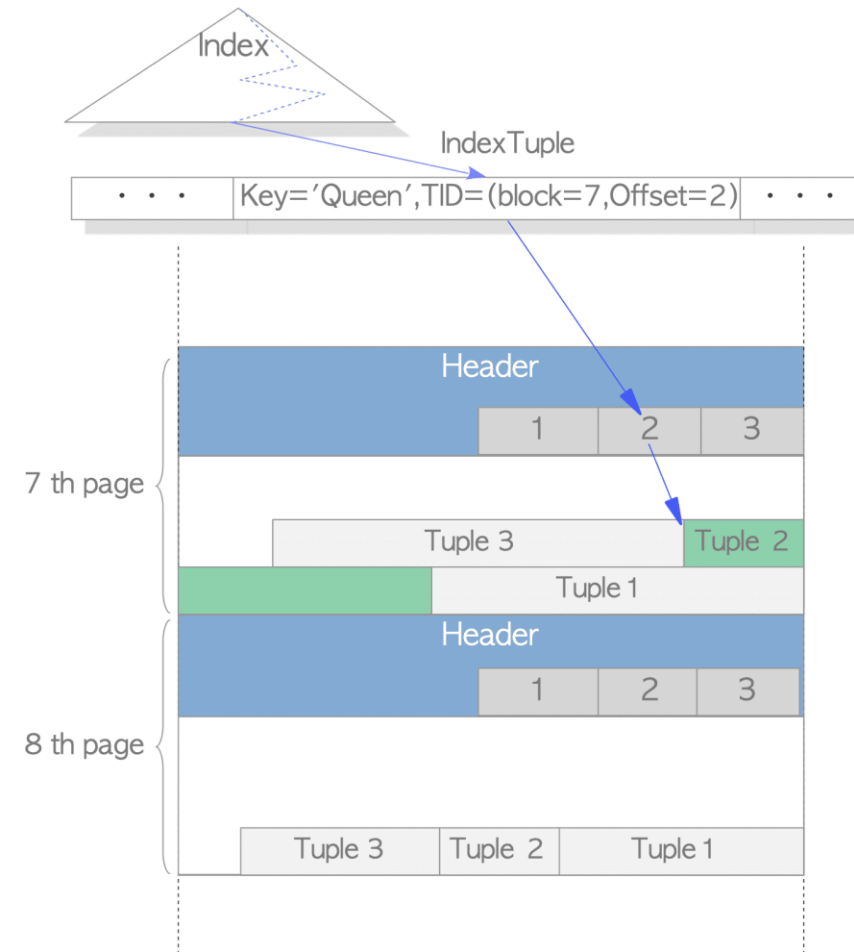 Index
IndexTuple
· · · Key='Queen',TID=(block=7,Offset=2) · · ·
Header
1 2 3
7 th page
Tuple 3 Tuple 2
Tuple 1
Header
1 2 3
8 th page
Tuple 3 Tuple 2 Tuple 1